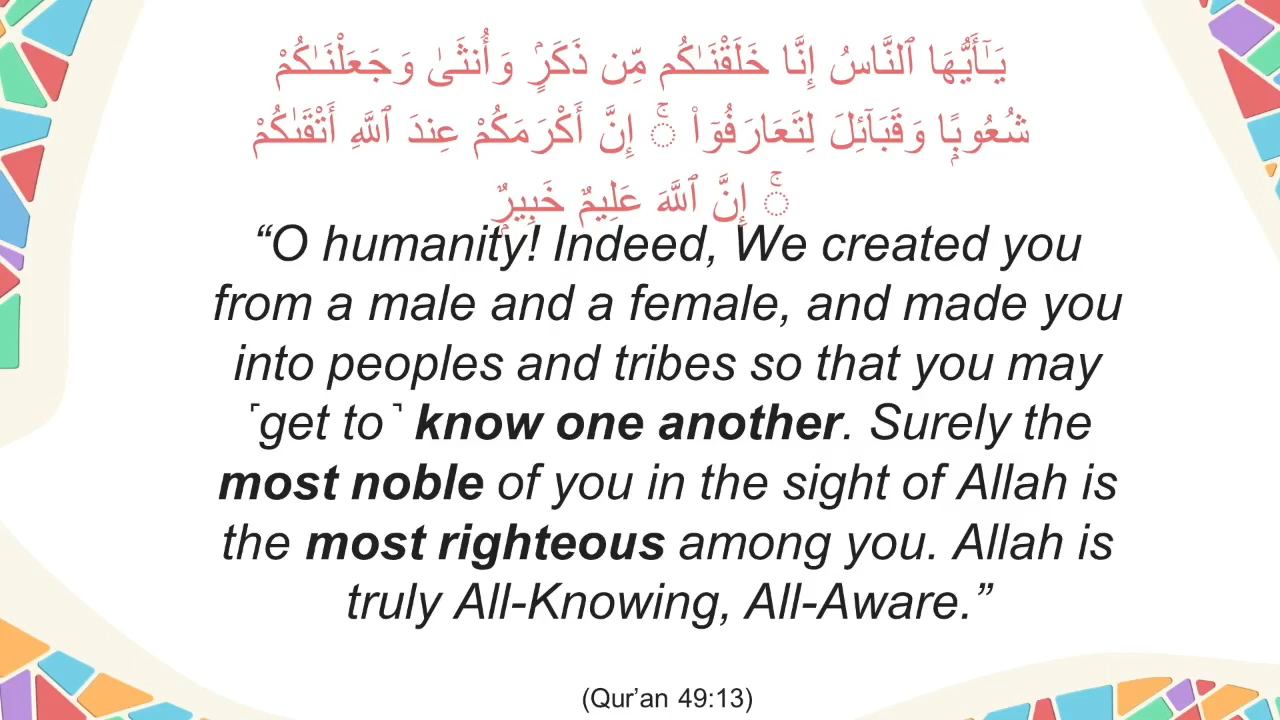 يَـٰٓأَيُّهَا ٱلنَّاسُ إِنَّا خَلَقْنَـٰكُم مِّن ذَكَرٍۢ وَأُنثَىٰ وَجَعَلْنَـٰكُمْ
شُعُوبًۭا وَقَبَآئِلَ لِتَعَارَفُوٓا۟ ۚ إِنَّ أَكْرَمَكُمْ عِندَ ٱللَّهِ أَتْقَىٰكُمْ
ۚ إِنَّ ٱللَّهَ عَلِيمٌ خَبِيرٌۭ
“O humanity! Indeed, We created you
from a male and a female, and made you
into peoples and tribes so that you may
˹get to˺ know one another. Surely the
most noble of you in the sight of Allah is
the most righteous among you. Allah is
truly All-Knowing, All-Aware.”
(Qur’an 49:13)